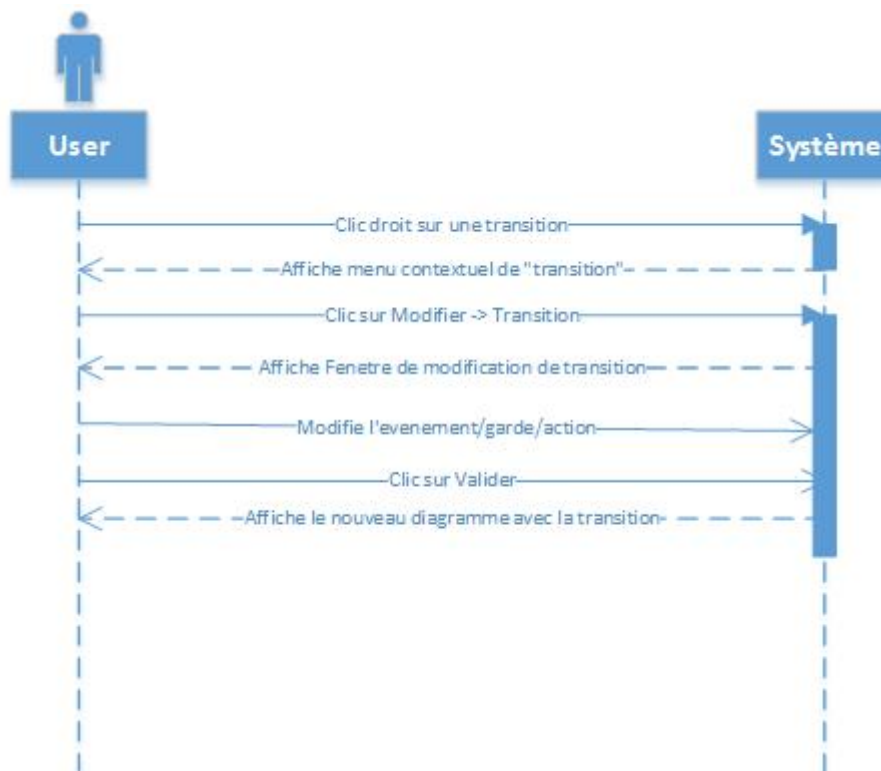 User
Système
Clic droit sur une transition
Affiche menu contextuel de "transition"
Clic sur Modifier -> Transition
Affiche Fenetre de modification de transition
Modifie l'evenement/garde/action
Clic sur Valider
Affiche le nouveau diagramme avec la transition